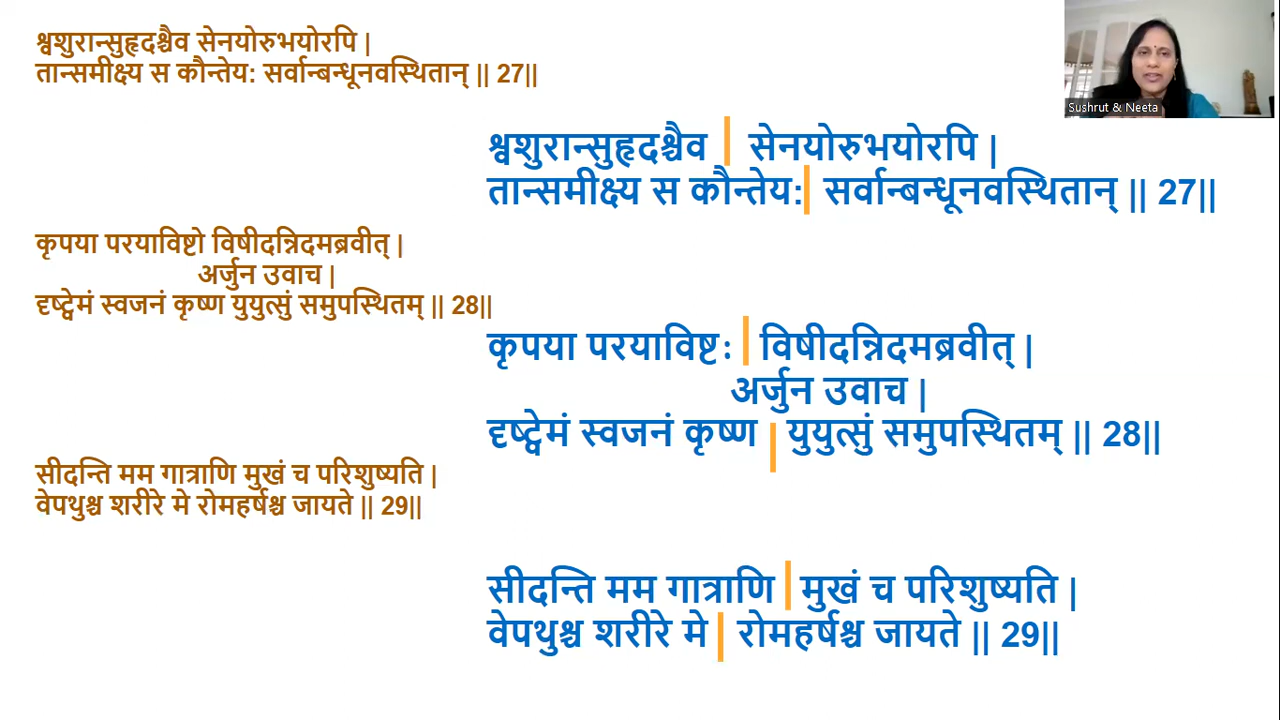 श्वशुरान्सुहृदश्चैव सेनयोरुभयोरपि |
तान्समीक्ष्य स कौन्तेय: सर्वान्बन्धूनवस्थितान् || 27||
Sushrut & Neeta
श्वशुरान्सुहृदश्चैव | सेनयोरुभयोरपि |
तान्समीक्ष्य स कौन्तेय:| सर्वान्बन्धूनवस्थितान् || 27||
कृपया परयाविष्टो विषीदन्निदमब्रवीत् |
अर्जुन उवाच |
दृष्ट्वेमं स्वजनं कृष्ण युयुत्सुं समुपस्थितम् || 28||
कृपया परयाविष्टः | विषीदन्निदमब्रवीत् |
अर्जुन उवाच |
दृष्ट्वेमं स्वजनं कृष्ण | युयुत्सुं समुपस्थितम् || 28||
सीदन्ति मम गात्राणि मुखं च परिशुष्यति |
वेपथुश्च शरीरे मे रोमहर्षश्च जायते || 29||
सीदन्ति मम गात्राणि | मुखं च परिशुष्यति |
वेपथुश्च शरीरे मे | रोमहर्षश्च जायते || 29||